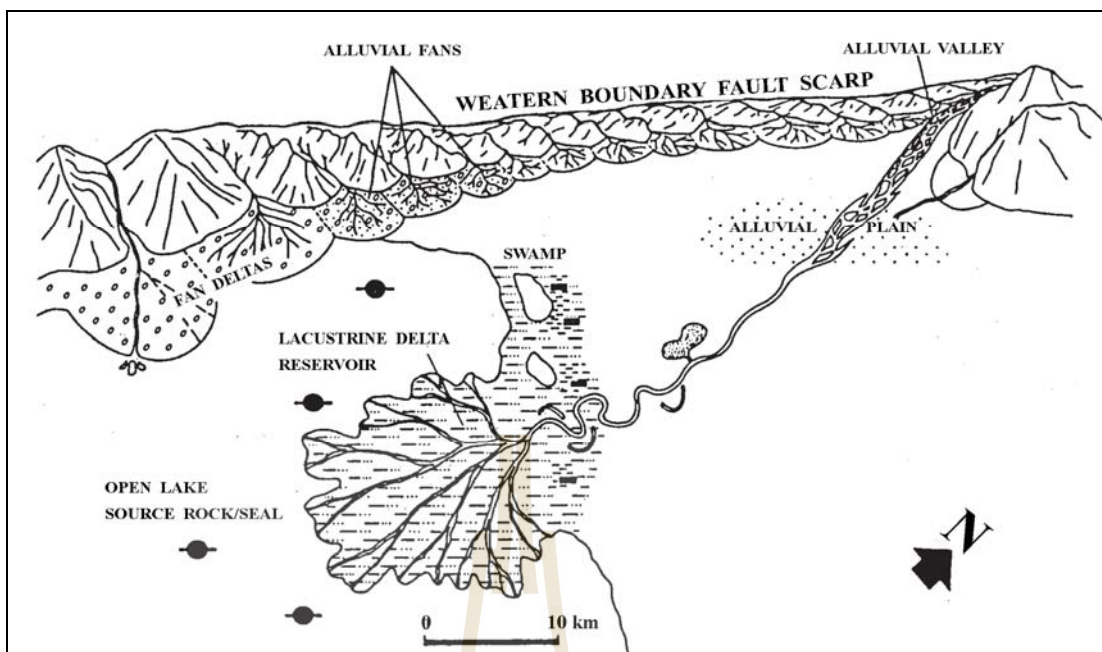 ALLUVIAL FANS
ALLUVIAL VALLEY
WEATERN BOUNDARY FAULT SCARP
ALLUVIAL PLAIN
SWAMP
FAN DELTAS
LACUSTRINE DELTA
RESERVOIR
OPEN LAKE
SOURCE ROCK/SEAL
N
0 10 km